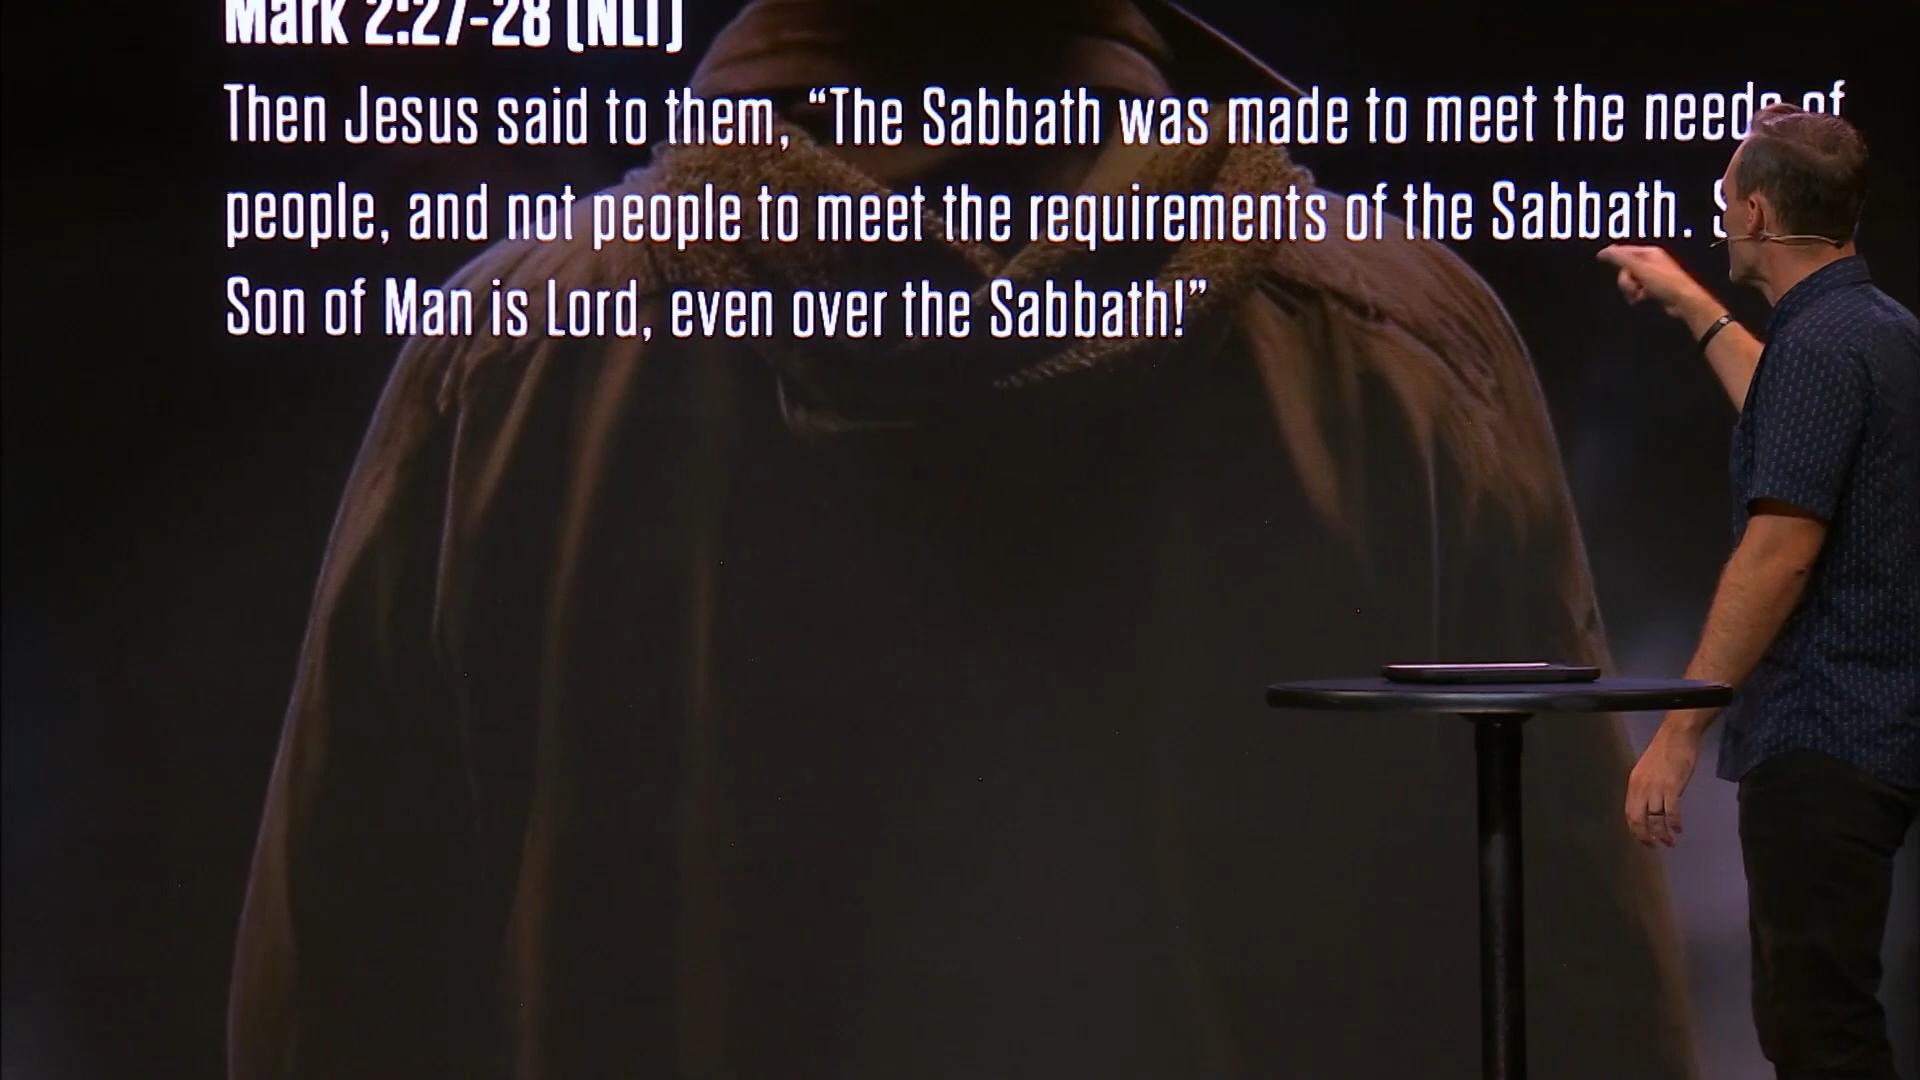 Mark 2:27-28 (NLT)
Then Jesus said to them, “The Sabbath was made to meet the needs of
people, and not people to meet the requirements of the Sabbath.
Son of Man is Lord, even over the Sabbath!”